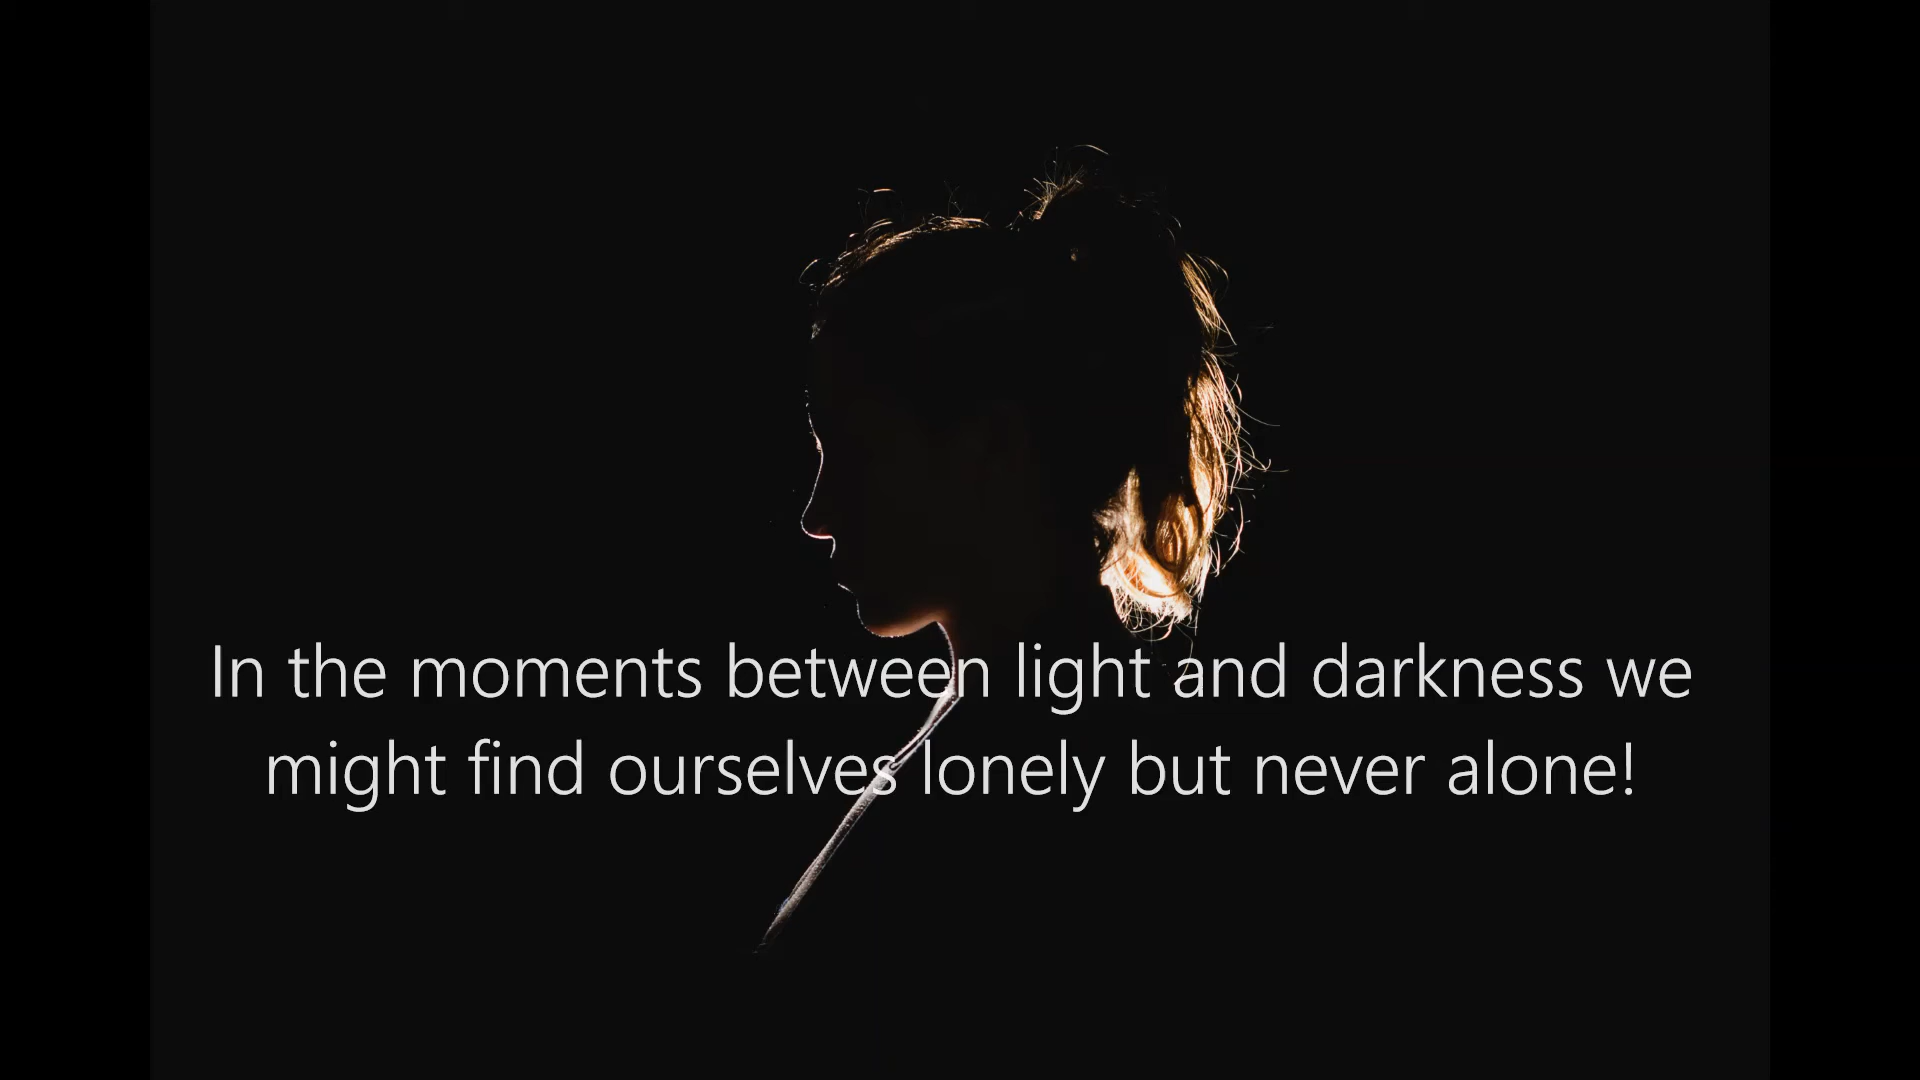 In the moments between light and darkness we
might find ourselves lonely but never alone!